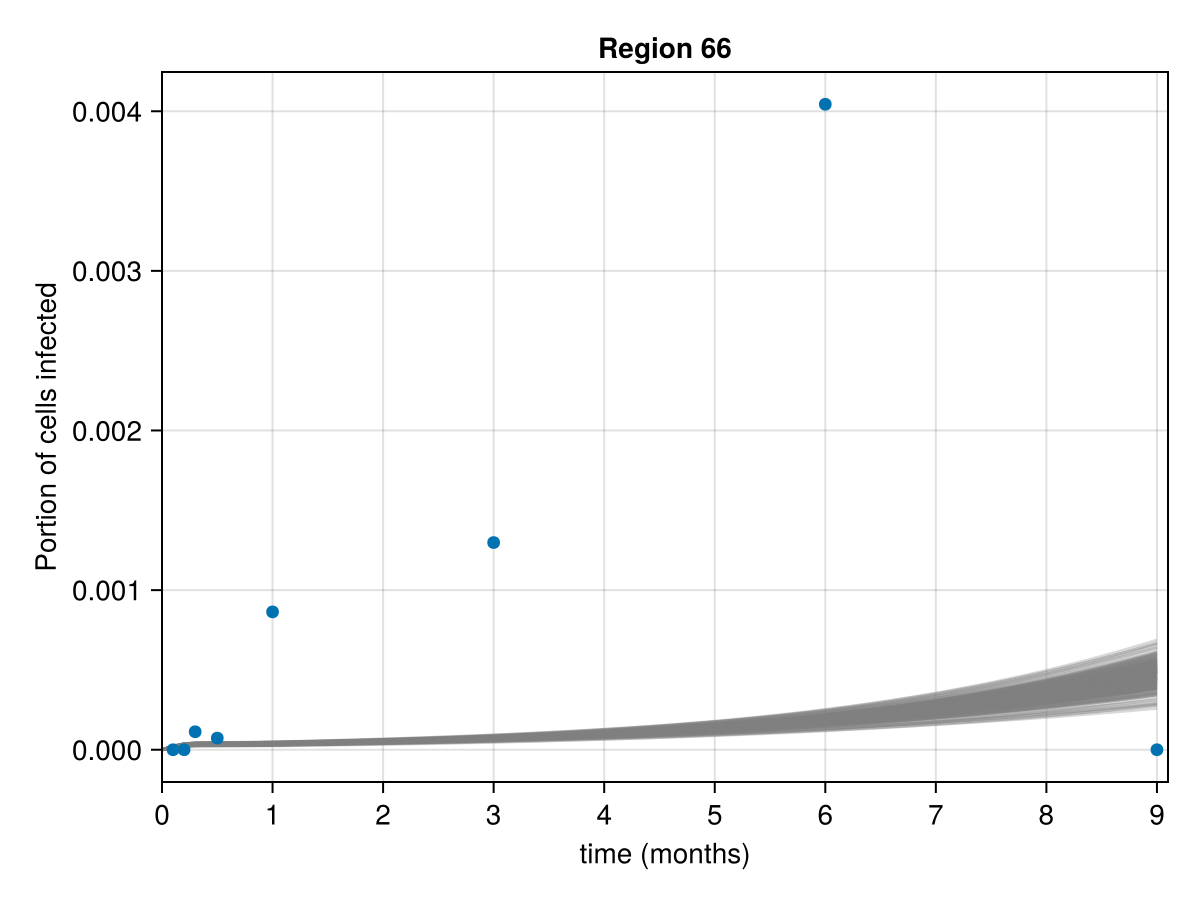 Region 66
Portion of cells infected
0.004
0.003
0.002
0.001
0.000
0 1 2 3 4 5 6 7 8 9
time (months)